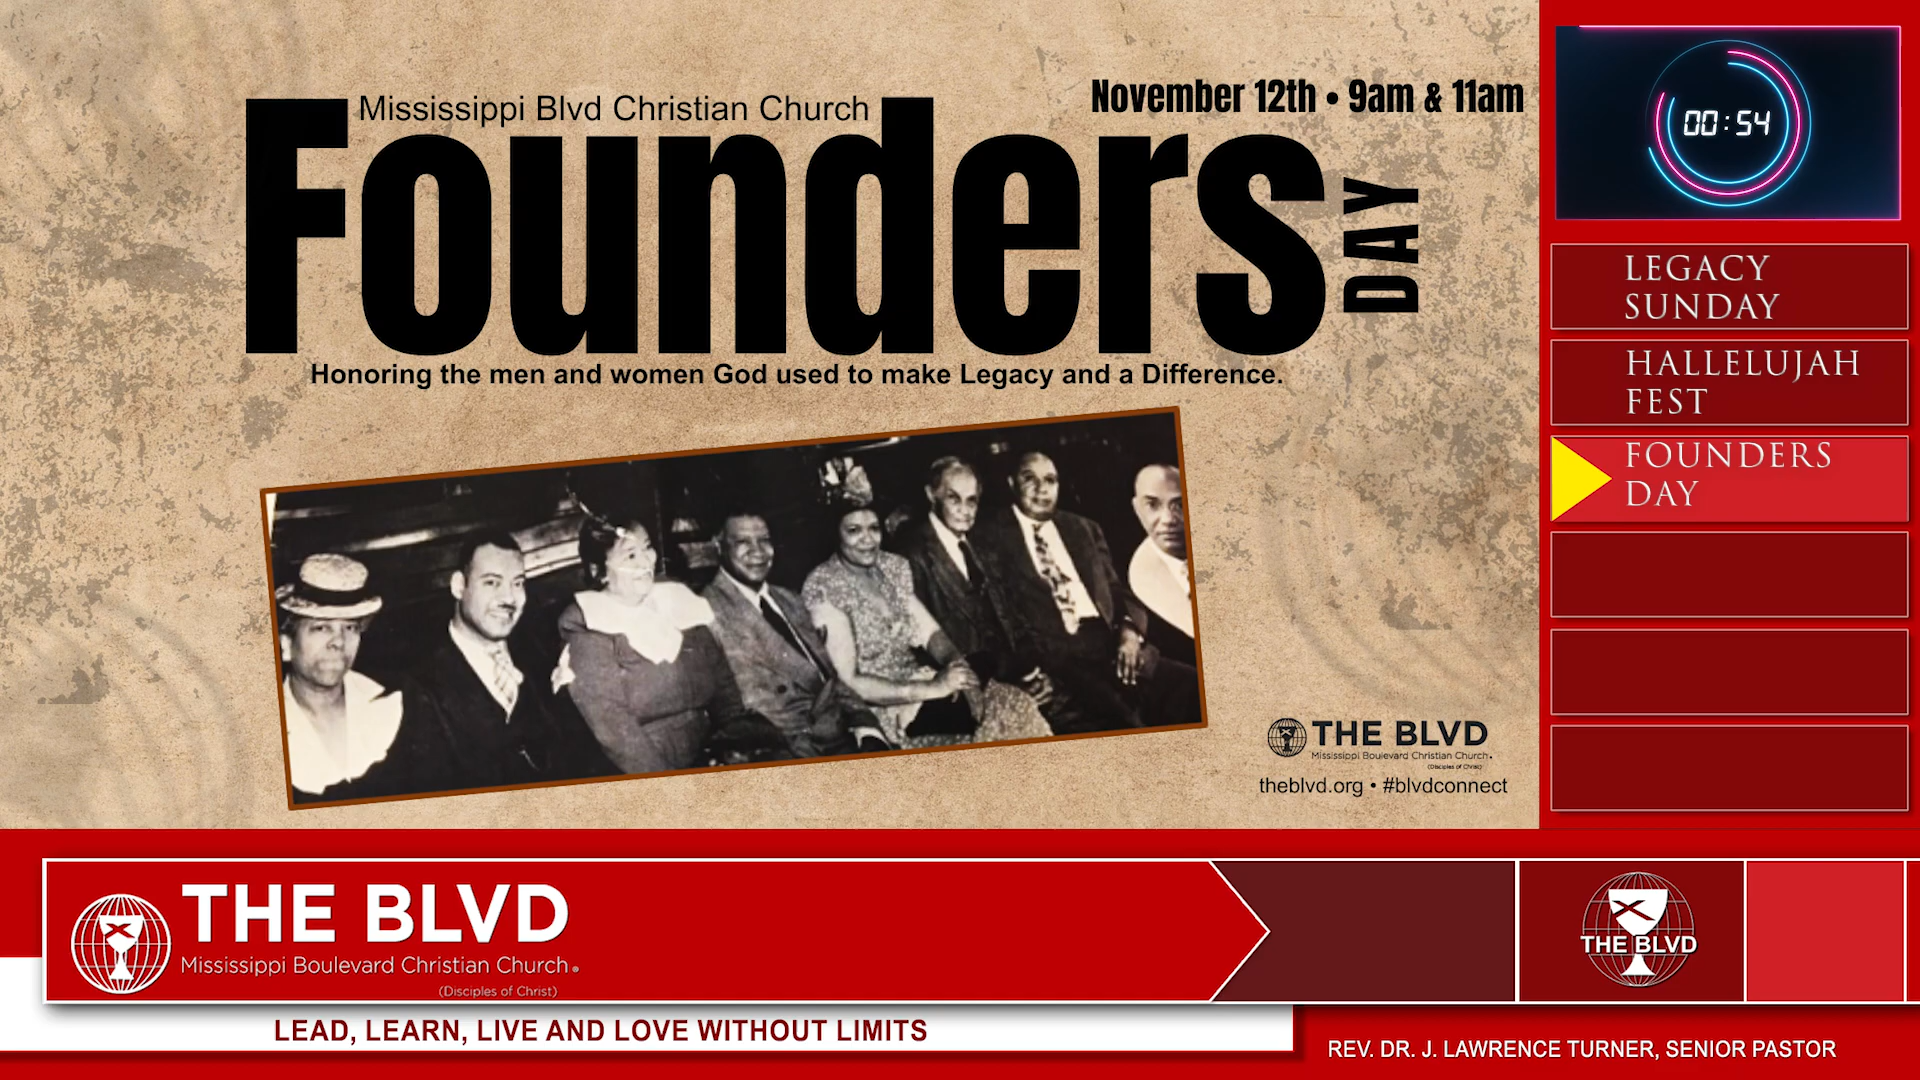 Mississippi Blvd Christian Church
November 12th • 9am & 11am
Founders
DAY
Honoring the men and women God used to make Legacy and a Difference.
THE BLVD
Mississippi Boulevard Christian Church.
(Disciples of Christ)
theblvd.org • #blvdconnect
00:54
LEGACY
SUNDAY
HALLELUJAH
FEST
FOUNDERS
DAY
THE BLVD
Mississippi Boulevard Christian Church®
(Disciples of Christ)
THE BLVD
LEAD, LEARN, LIVE AND LOVE WITHOUT LIMITS
REV. DR. J. LAWRENCE TURNER, SENIOR PASTOR